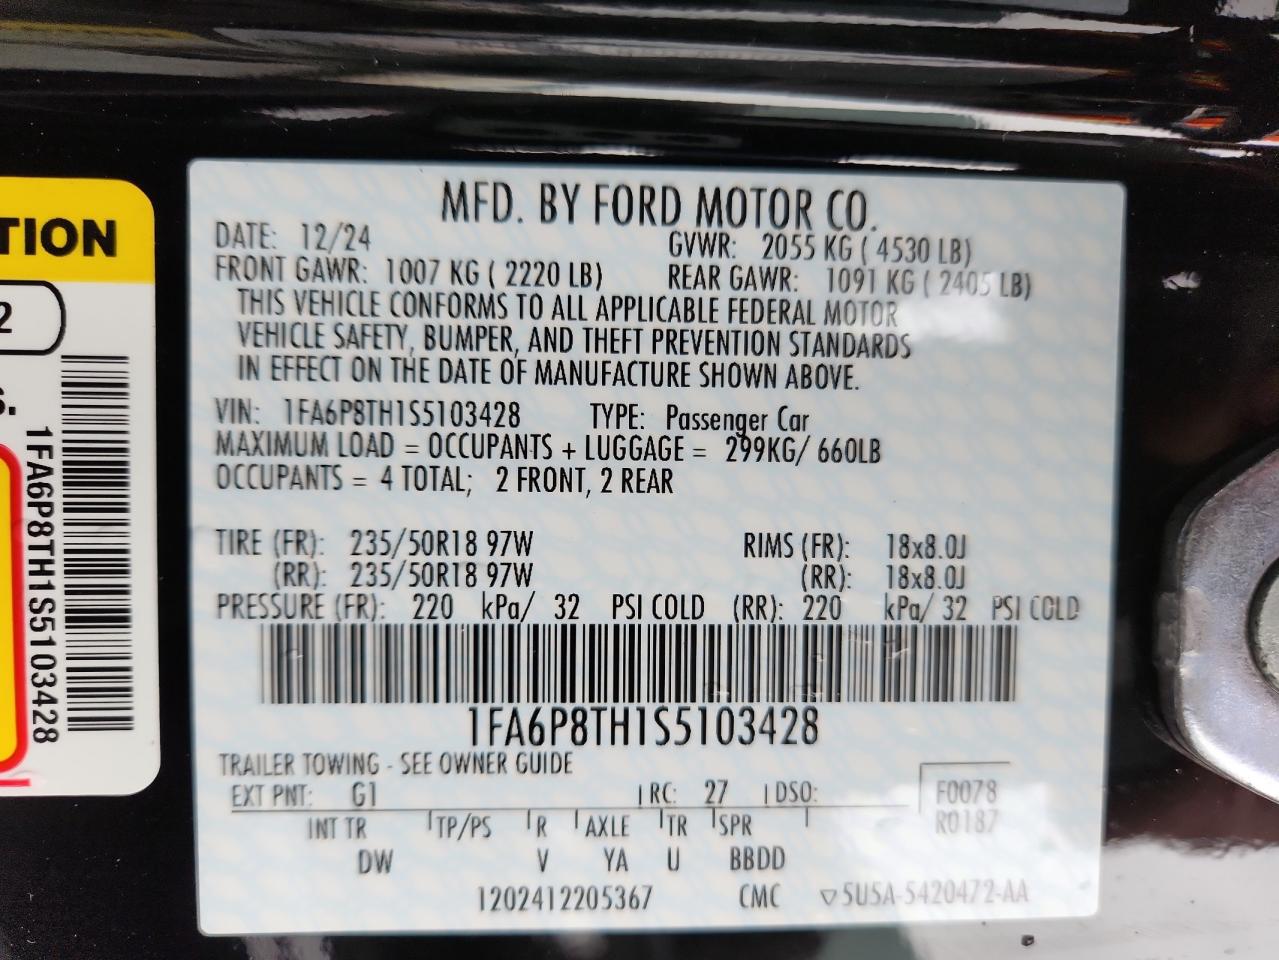 MFD. BY FORD MOTOR CO.
DATE: 12/24 GVWR: 2055 KG ( 4530 LB)
FRONT GAWR: 1007 KG ( 2220 LB) REAR GAWR: 1091 KG ( 2405 LB)
THIS VEHICLE CONFORMS TO ALL APPLICABLE FEDERAL MOTOR
VEHICLE SAFETY, BUMPER, AND THEFT PREVENTION STANDARDS
IN EFFECT ON THE DATE OF MANUFACTURE SHOWN ABOVE.
VIN: 1FA6P8TH1S5103428 TYPE: Passenger Car
MAXIMUM LOAD = OCCUPANTS + LUGGAGE = 299KG/ 660LB
OCCUPANTS = 4 TOTAL; 2 FRONT, 2 REAR
TIRE (FR): 235/50R18 97W RIMS (FR): 18x8.0J
(RR): 235/50R18 97W (RR): 18x8.0J
PRESSURE (FR): 220 kPa/ 32 PSI COLD (RR): 220 kPa/ 32 PSI COLD
1FA6P8TH1S5103428
TRAILER TOWING - SEE OWNER GUIDE
EXT PNT: G1 RC: 27 DSO: F0078
R0187
INT TR TP/PS R AXLE TR SPR
DW V YA U BBDD
1202412205367 CMC ▽5U5A-5420472-AA
TION
2
S.
1FA6P8TH1S5103428